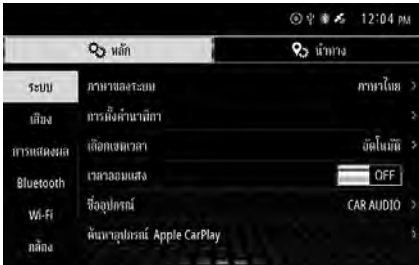 12:04 PM
หลัก นำทาง
ระบบ ภาษาของระบบ ภาษาไทย
เสียง การตั้งค่านาฬิกา
การแสดงผล เลือกเขตเวลา อัตโนมัติ
Bluetooth เวลาออมแสง OFF
Wi-Fi ชื่ออุปกรณ์ CAR AUDIO
กล้อง ค้นหาอุปกรณ์ Apple CarPlay